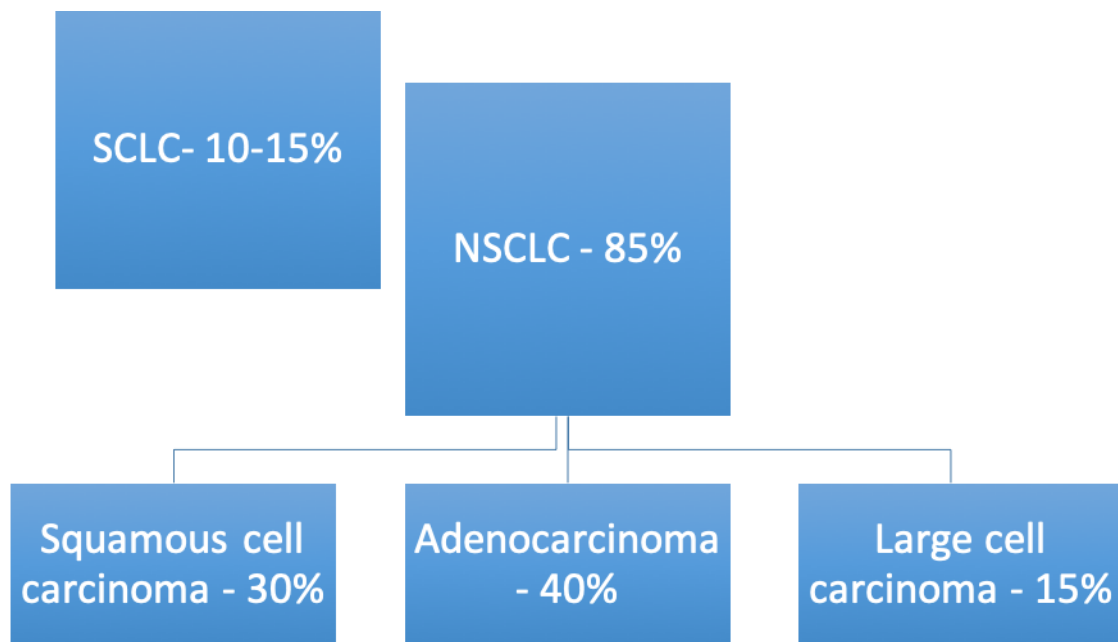 SCLC- 10-15%
NSCLC - 85%
Squamous cell
carcinoma - 30%
Adenocarcinoma
- 40%
Large cell
carcinoma - 15%